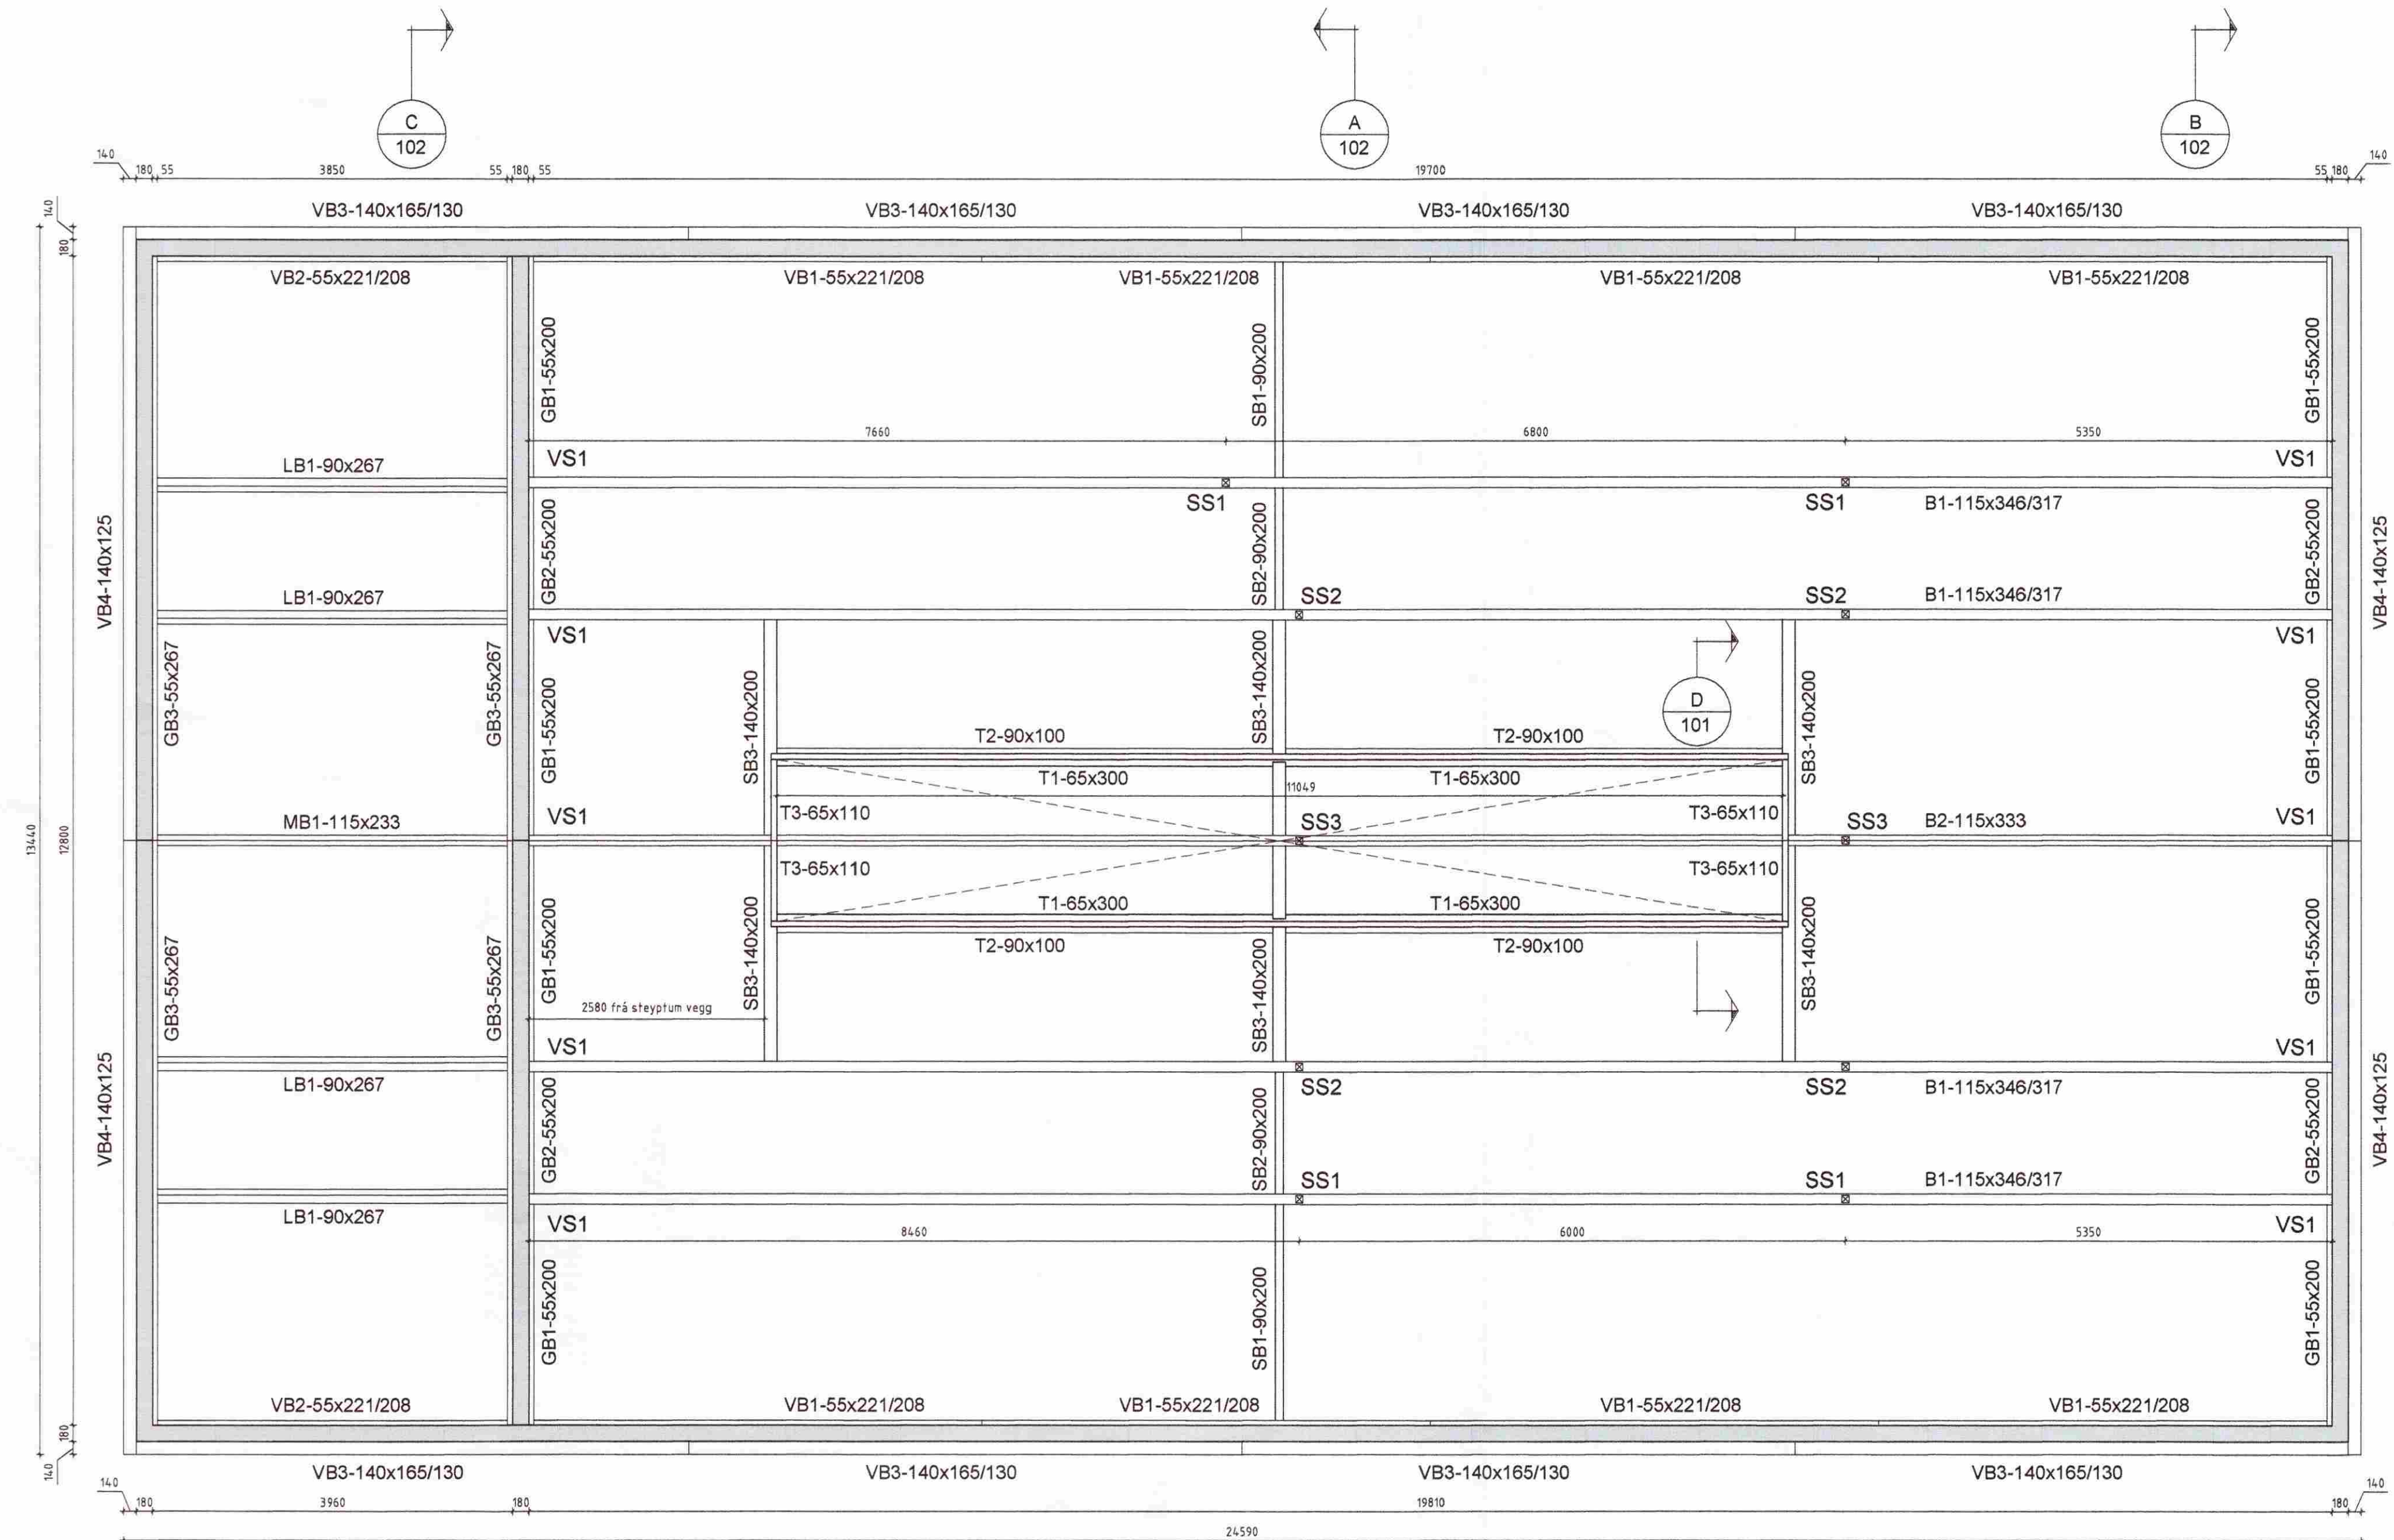 C
102
A
102
B
102
140
180 55 3850 55 180 55 19700 55 180
140
VB3-140x165/130 VB3-140x165/130 VB3-140x165/130 VB3-140x165/130
140
180
VB2-55x221/208 VB1-55x221/208 VB1-55x221/208 VB1-55x221/208 VB1-55x221/208
GB1-55x200
SB1-90x200
GB1-55x200
7660 6800 5350
LB1-90x267 VS1 VS1
SS1 SS1 B1-115x346/317
VB4-140x125
GB2-55x200
SB2-90x200
GB2-55x200
VB4-140x125
LB1-90x267 SS2 SS2 B1-115x346/317
VS1 VS1
GB3-55x267
GB3-55x267
GB1-55x200
SB3-140x200
SB3-140x200
D
101
SB3-140x200
GB1-55x200
T2-90x100 T2-90x100
T1-65x300 T1-65x300
11049
T3-65x110 T3-65x110
MB1-115x233 VS1 SS3 SS3 B2-115x333 VS1
13440
12800
T3-65x110 T3-65x110
T1-65x300 T1-65x300
T2-90x100 T2-90x100
GB3-55x267
GB3-55x267
GB1-55x200
SB3-140x200
SB3-140x200
SB3-140x200
GB1-55x200
2580 frá steyptum vegg
VS1 VS1
LB1-90x267 SS2 SS2 B1-115x346/317
VB4-140x125
GB2-55x200
SB2-90x200
GB2-55x200
VB4-140x125
SS1 SS1 B1-115x346/317
LB1-90x267 VS1 VS1
8460 6000 5350
GB1-55x200
SB1-90x200
GB1-55x200
VB2-55x221/208 VB1-55x221/208 VB1-55x221/208 VB1-55x221/208 VB1-55x221/208
180
140
VB3-140x165/130 VB3-140x165/130 VB3-140x165/130 VB3-140x165/130
140
180 3960 180 19810 180
140
24590